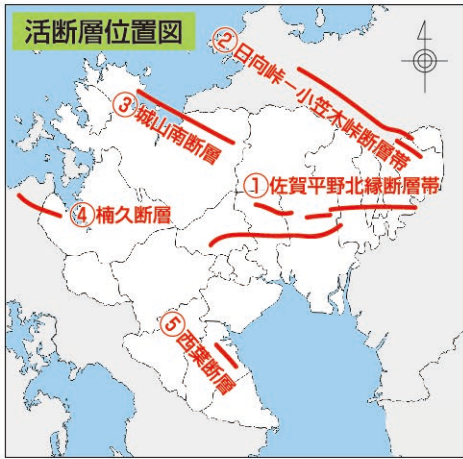 活断層位置図
②日向峠－小笠木峠断層帯
③城山南断層
①佐賀平野北縁断層帯
④楠久断層
⑤西葉断層